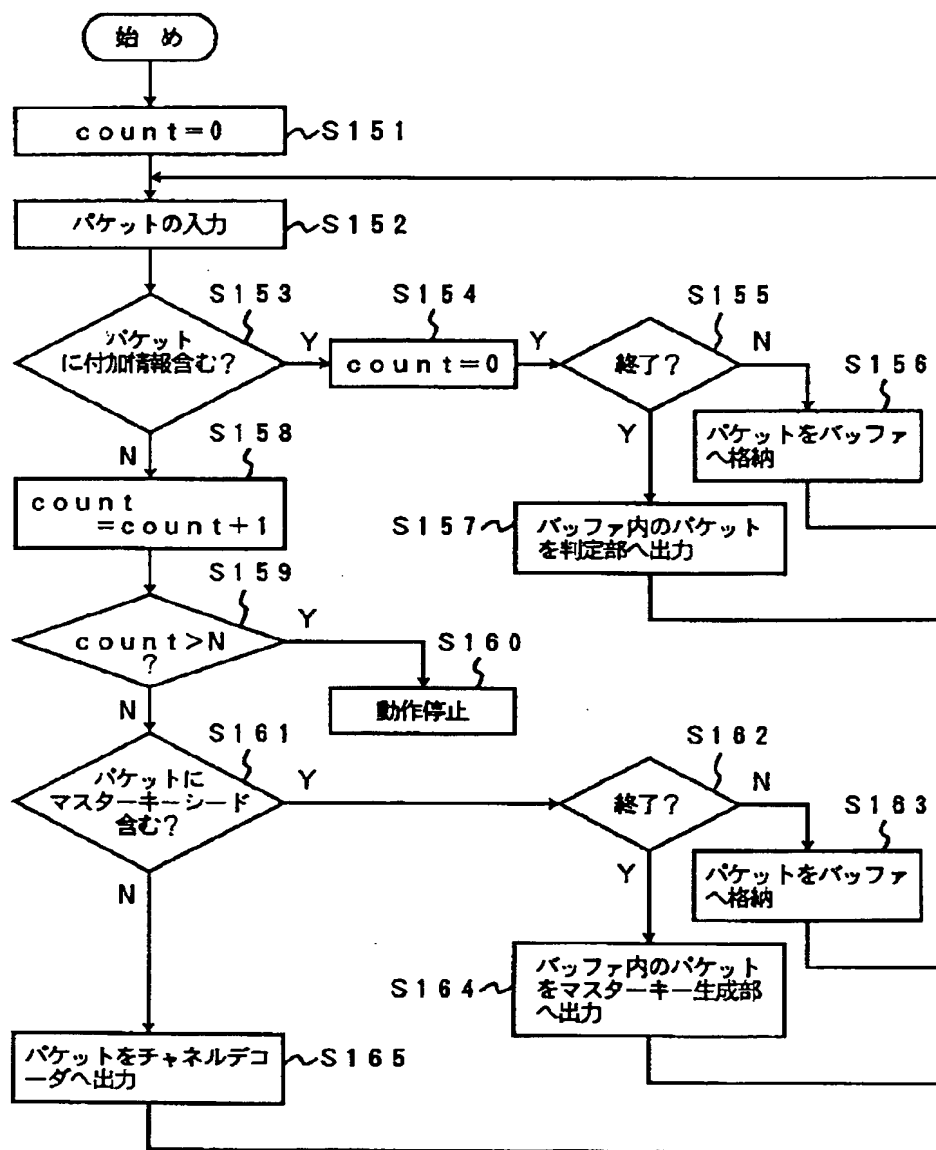 始 め
count=0
S151
パケットの入力
S152
S153
パケット
に付加情報含む?
Y
S154
count=0
Y
S155
終了?
N
S156
パケットをバッファ
へ格納
Y
S157
バッファ内のパケット
を判定部へ出力
N
S158
count
=count+1
S159
count>N
?
Y
S160
動作停止
N
S161
パケットに
マスターキーシード
含む?
Y
S162
終了?
N
S163
パケットをバッファ
へ格納
Y
S164
バッファ内のパケット
をマスターキー生成部
へ出力
N
パケットをチャネルデコ
ーダへ出力
S165